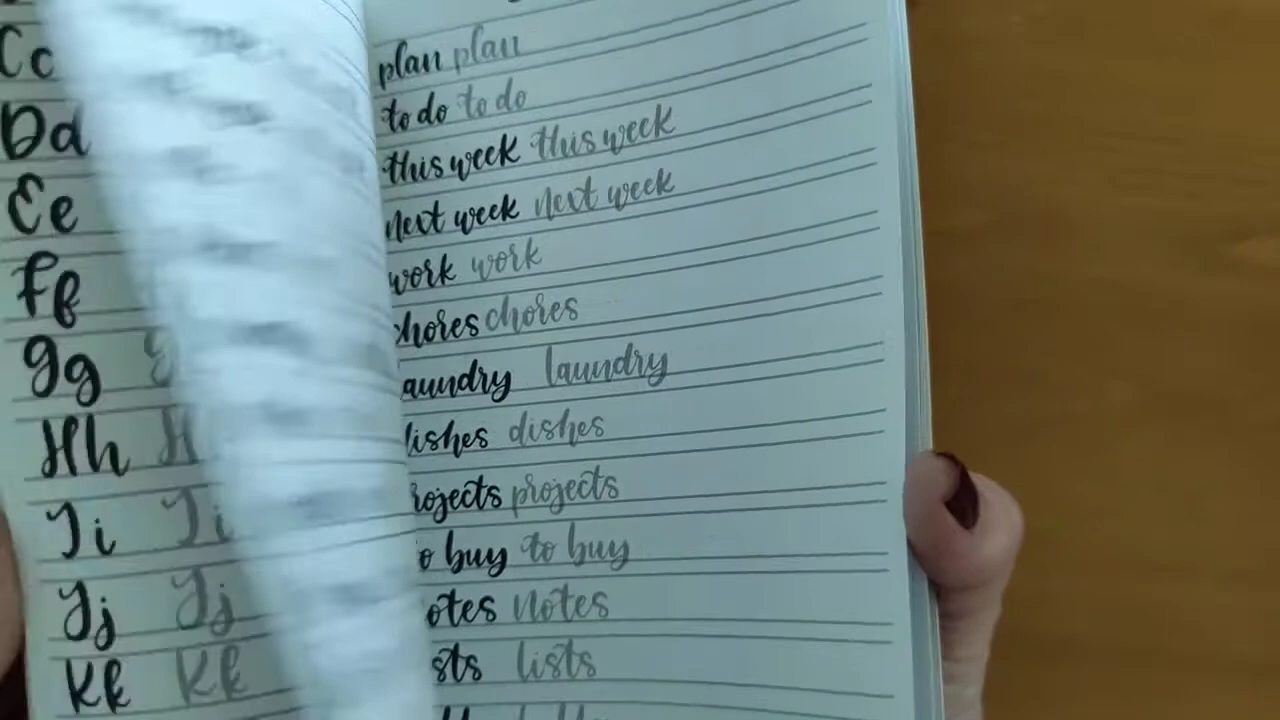 Cc
Dd
Ee
Ff
Gg
Hh H
Ii Ii
Jj Jj
Kk Kk
plan plan
to do to do
this week this week
next week next week
work work
chores chores
aundry laundry
ishes dishes
rojects projects
o buy to buy
otes notes
sts lists